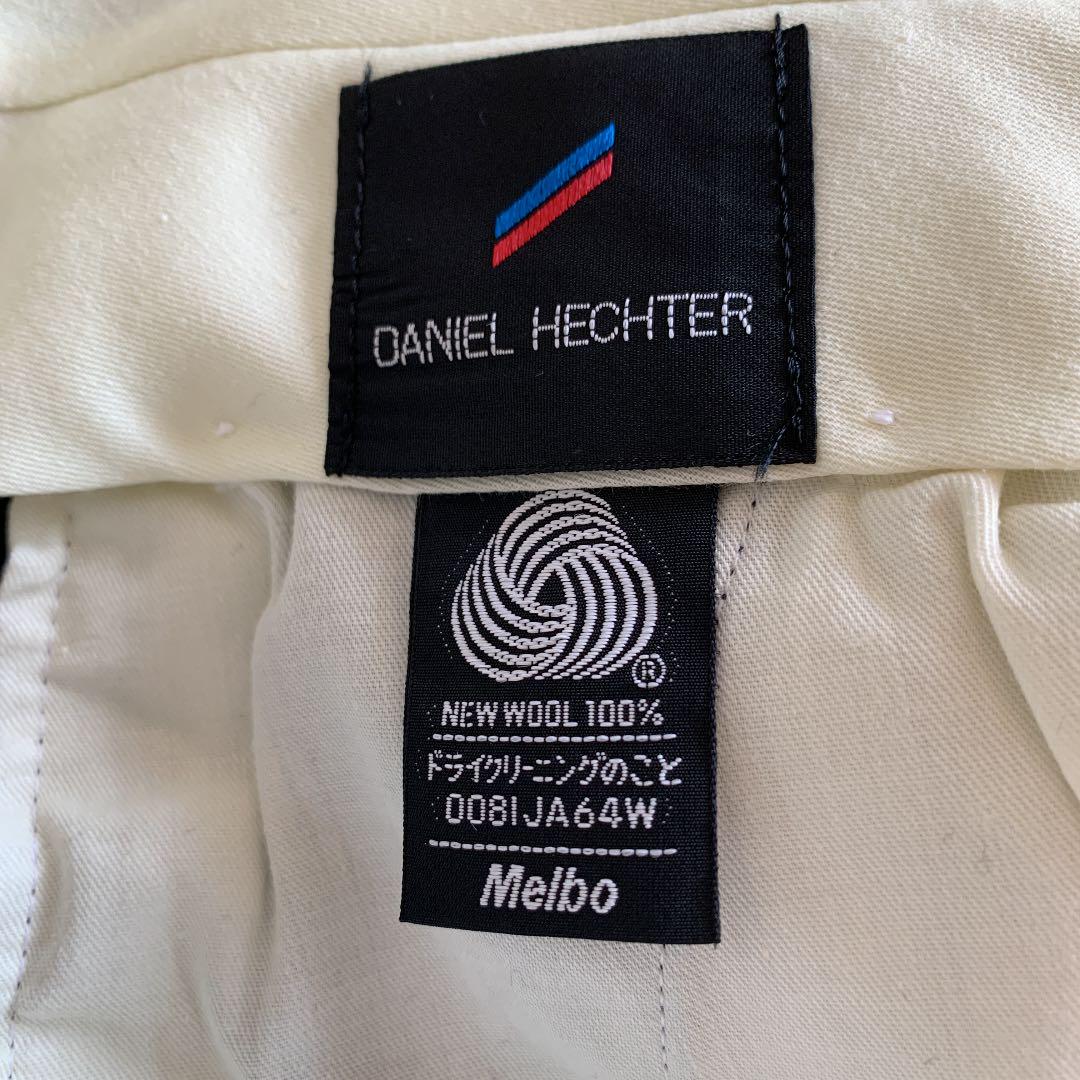 DANIEL HECHTER
®
NEW WOOL 100%
ドライクリーニングのこと
0081JA64W
Melbo